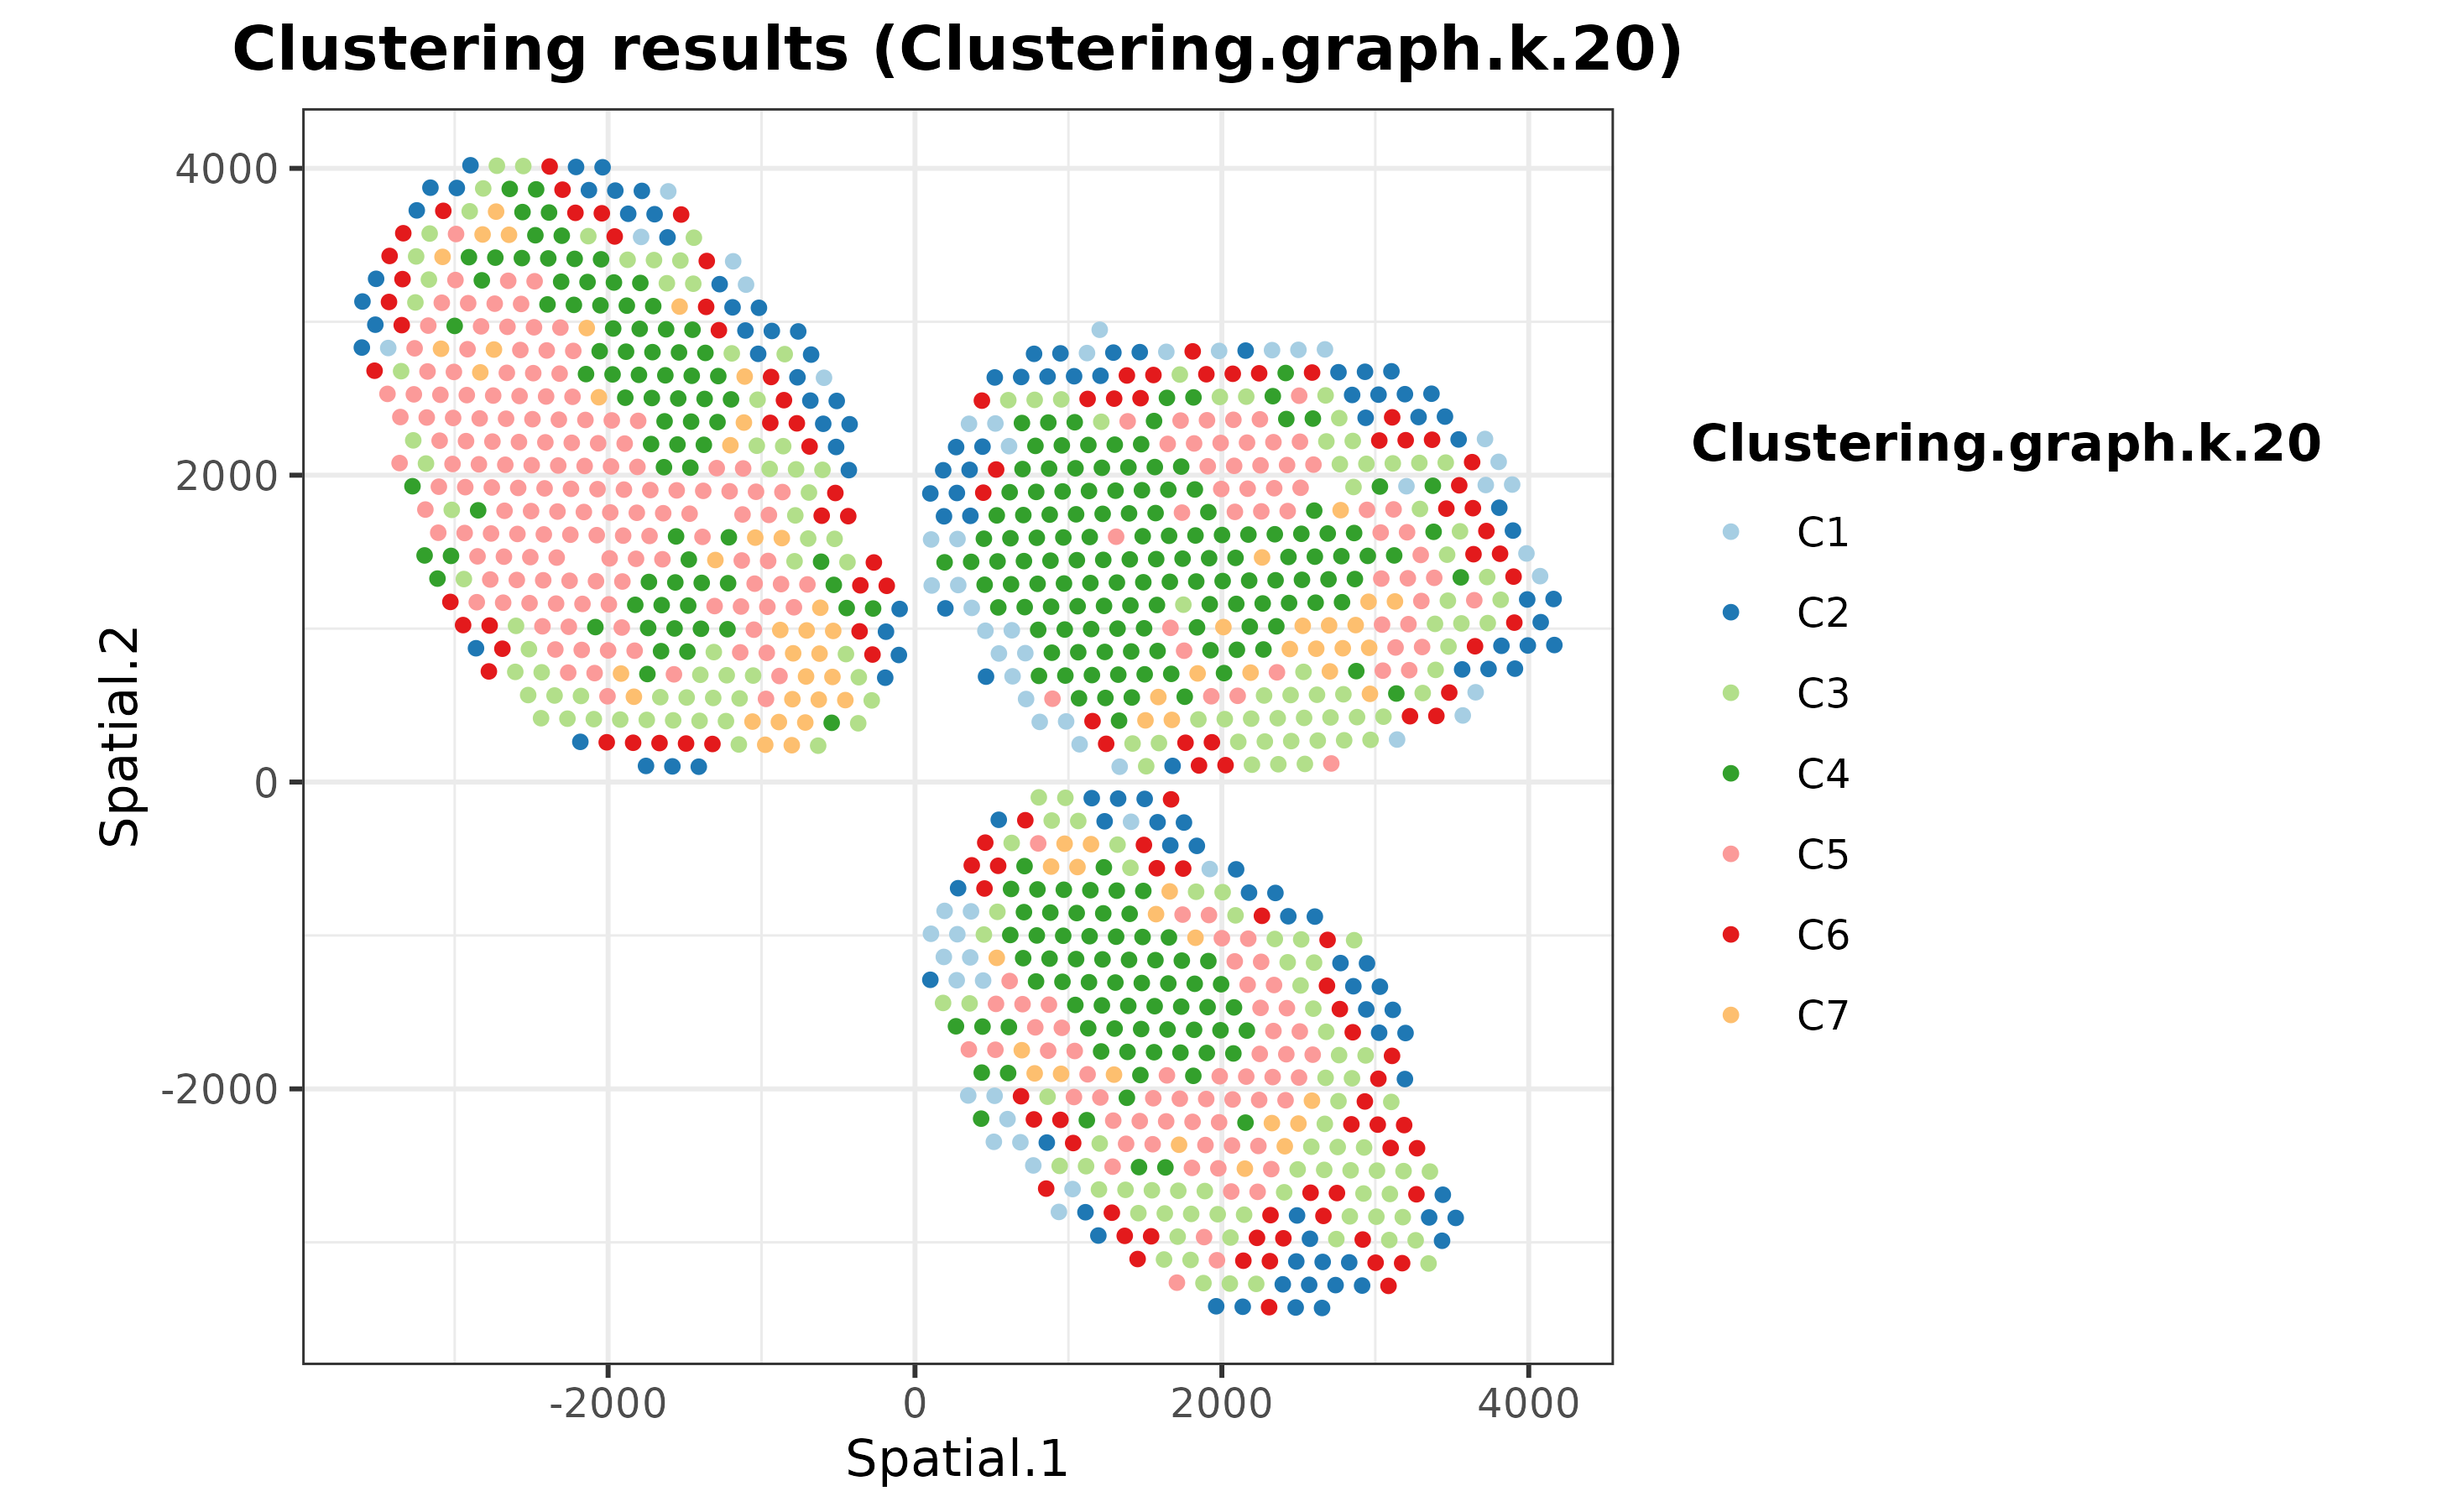 Clustering results (Clustering.graph.k.20)
4000
2000
0
-2000
Spatial.2
-2000 0 2000 4000
Spatial.1
Clustering.graph.k.20
C1
C2
C3
C4
C5
C6
C7